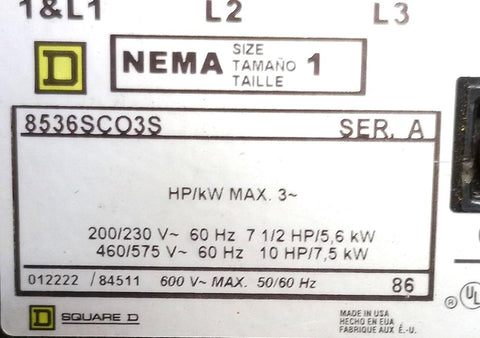 1&L1 L2 L3
D NEMA SIZE 1
TAMAÑO
TAILLE
8536SCO3S SER. A
HP/kW MAX. 3~
200/230 V~ 60 Hz 7 1/2 HP/5,6 kW
460/575 V~ 60 Hz 10 HP/7,5 kW
012222 /84511 600 V~ MAX. 50/60 Hz 86
D SQUARE D
MADE IN USA
HECHO EN EUA
FABRIQUE AUX É.-U.
® UL